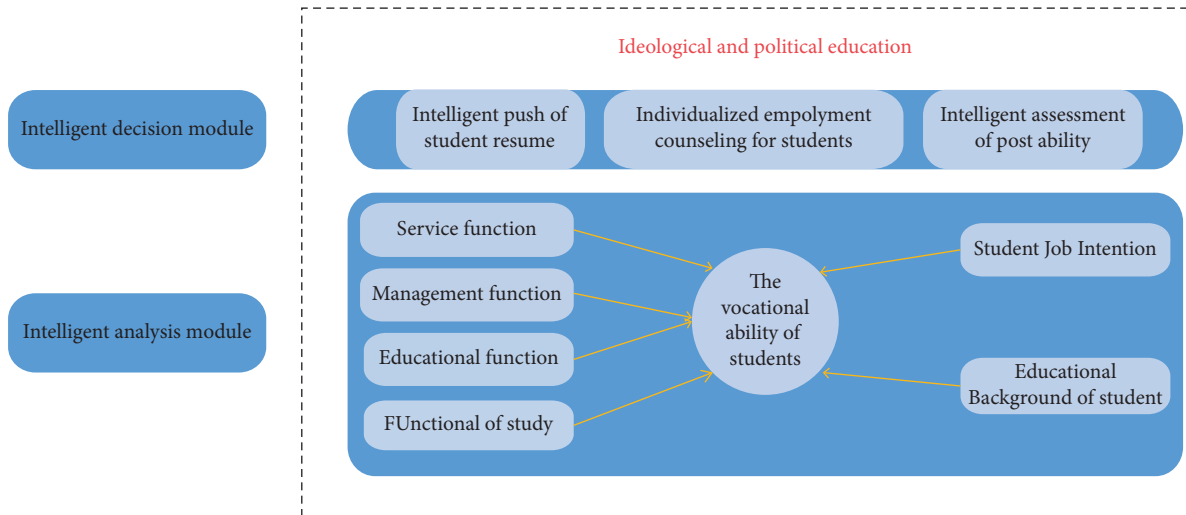 Ideological and political education
Intelligent decision module
Intelligent push of
student resume
Individualized empolyment
counseling for students
Intelligent assessment
of post ability
Intelligent analysis module
Service function
Management function
Educational function
FUnctional of study
The
vocational
ability of
students
Student Job Intention
Educational
Background of student